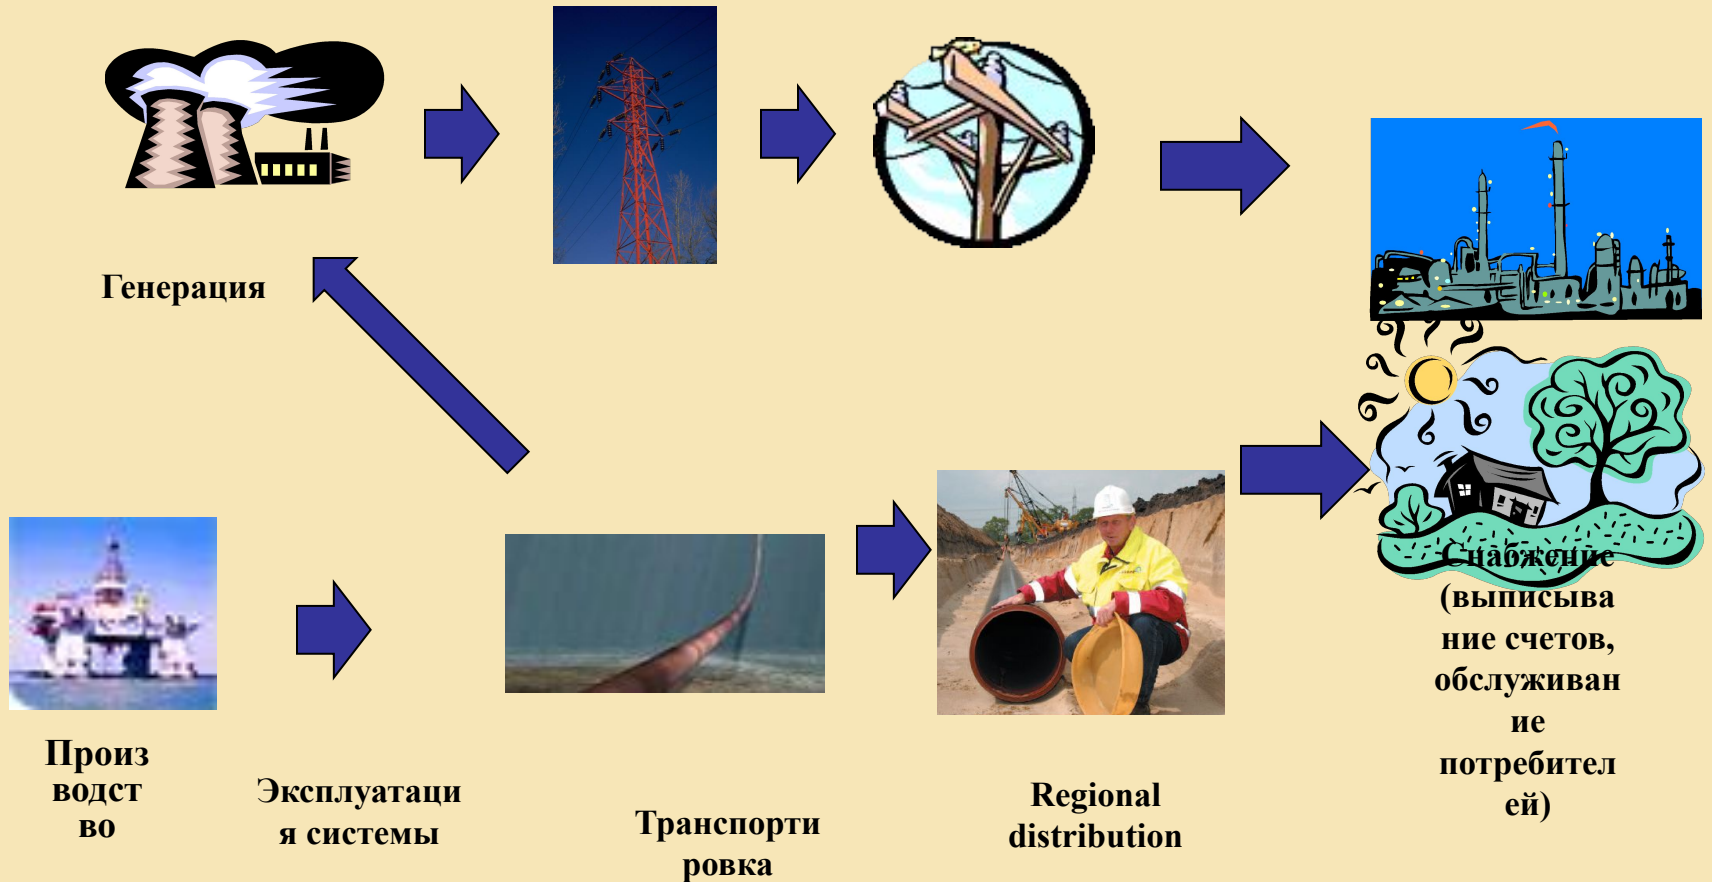 Генерация
Произ
водст
во
Эксплуатаци
я системы
Транспорти
ровка
Regional
distribution
Снабжение
(выписыва
ние счетов,
обслуживан
ие
потребител
ей)